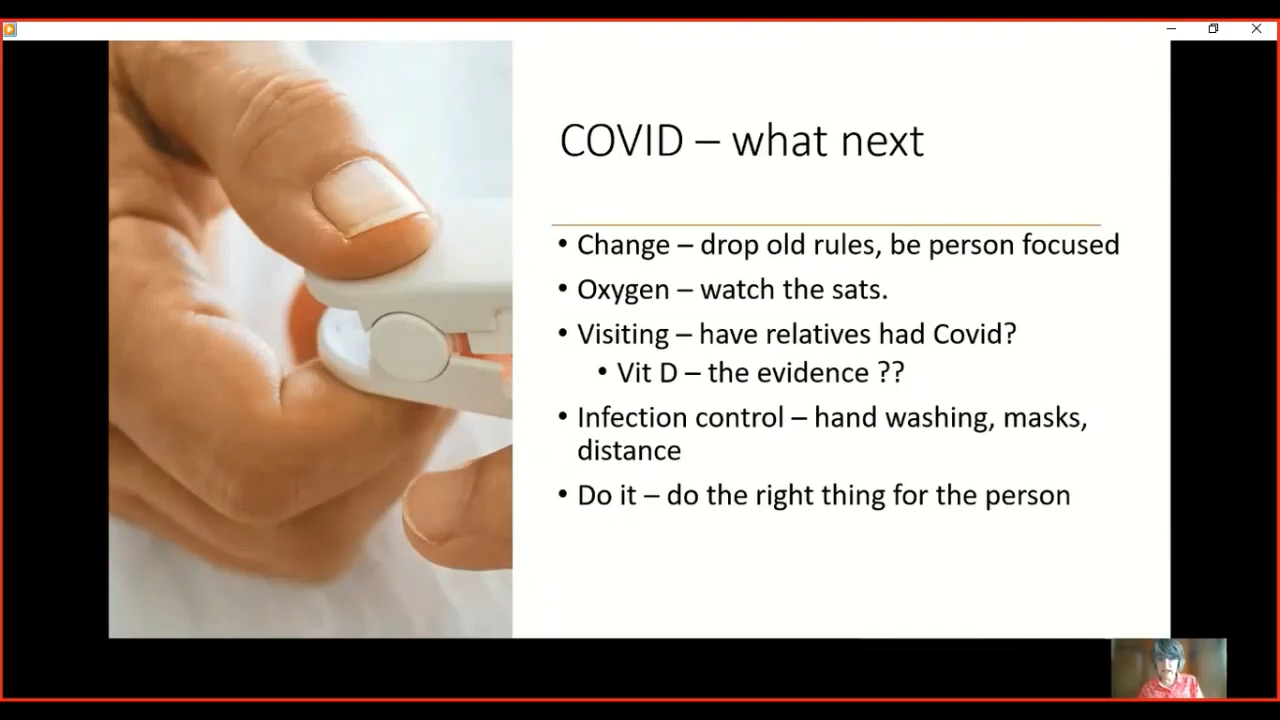 COVID – what next
• Change – drop old rules, be person focused
• Oxygen – watch the sats.
• Visiting – have relatives had Covid?
• Vit D – the evidence ??
• Infection control – hand washing, masks,
distance
• Do it – do the right thing for the person